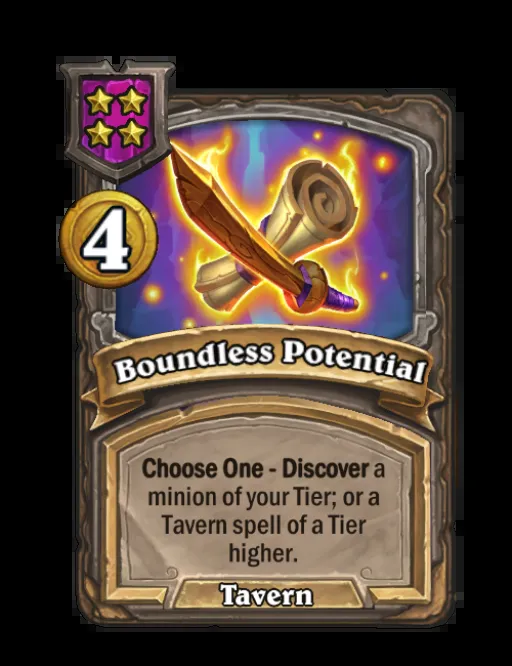 4
Boundless Potential
Choose One - Discover a
minion of your Tier; or a
Tavern spell of a Tier
higher.
Tavern